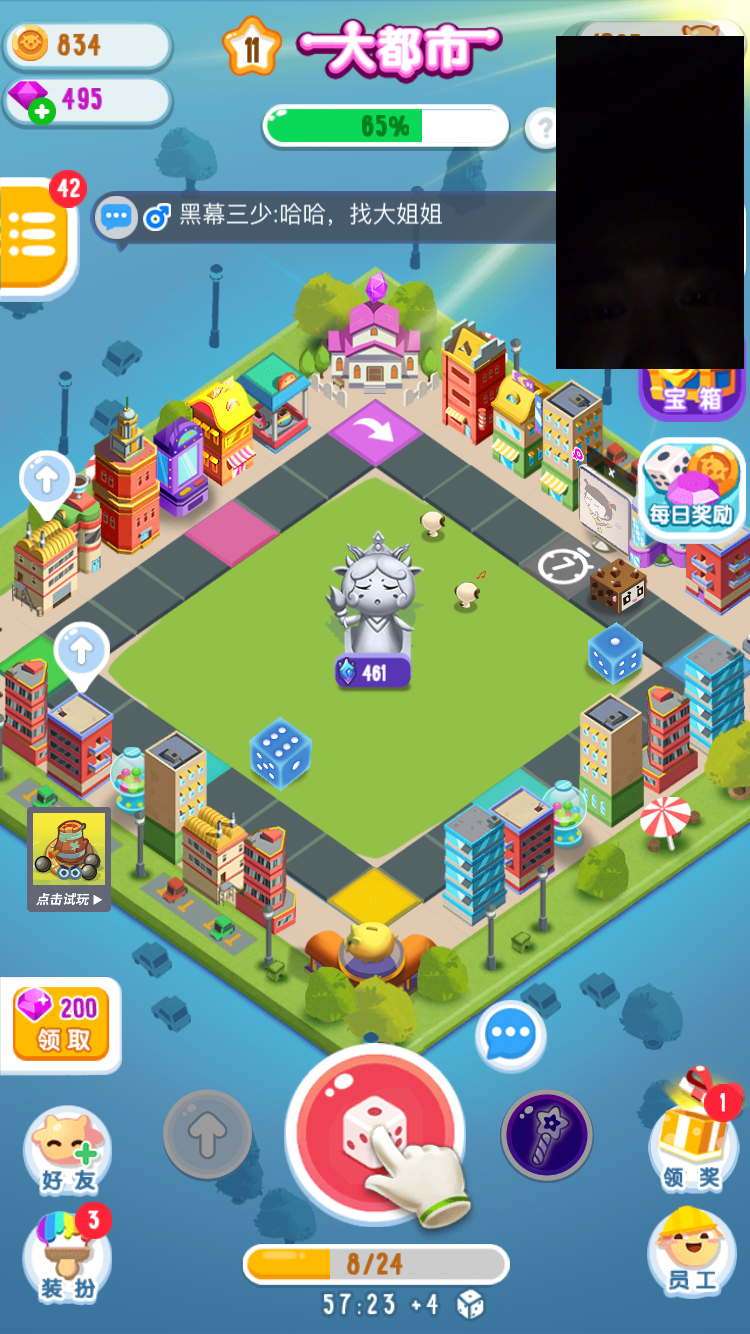 834
11
大都市
495
65%
?
42
黑幕三少:哈哈，找大姐姐
宝箱
每日奖励
7
461
点击试玩
200
领取
1
好友
领奖
3
装扮
8/24
员工
57:23 +4